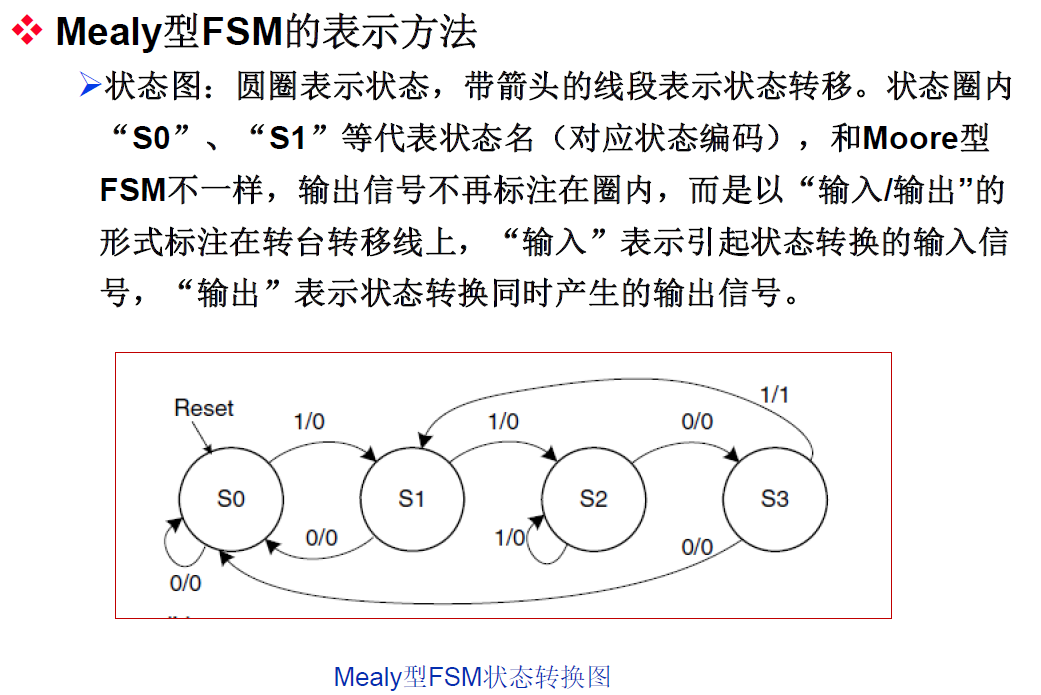 Mealy型FSM的表示方法
状态图：圆圈表示状态，带箭头的线段表示状态转移。状态圈内
“S0”、“S1”等代表状态名（对应状态编码），和Moore型
FSM不一样，输出信号不再标注在圈内，而是以“输入/输出”的
形式标注在转台转移线上，“输入”表示引起状态转换的输入信
号，“输出”表示状态转换同时产生的输出信号。
1/1
Reset
1/0
1/0
0/0
S0
S1
S2
S3
0/0
1/0
0/0
0/0
Mealy型FSM状态转换图